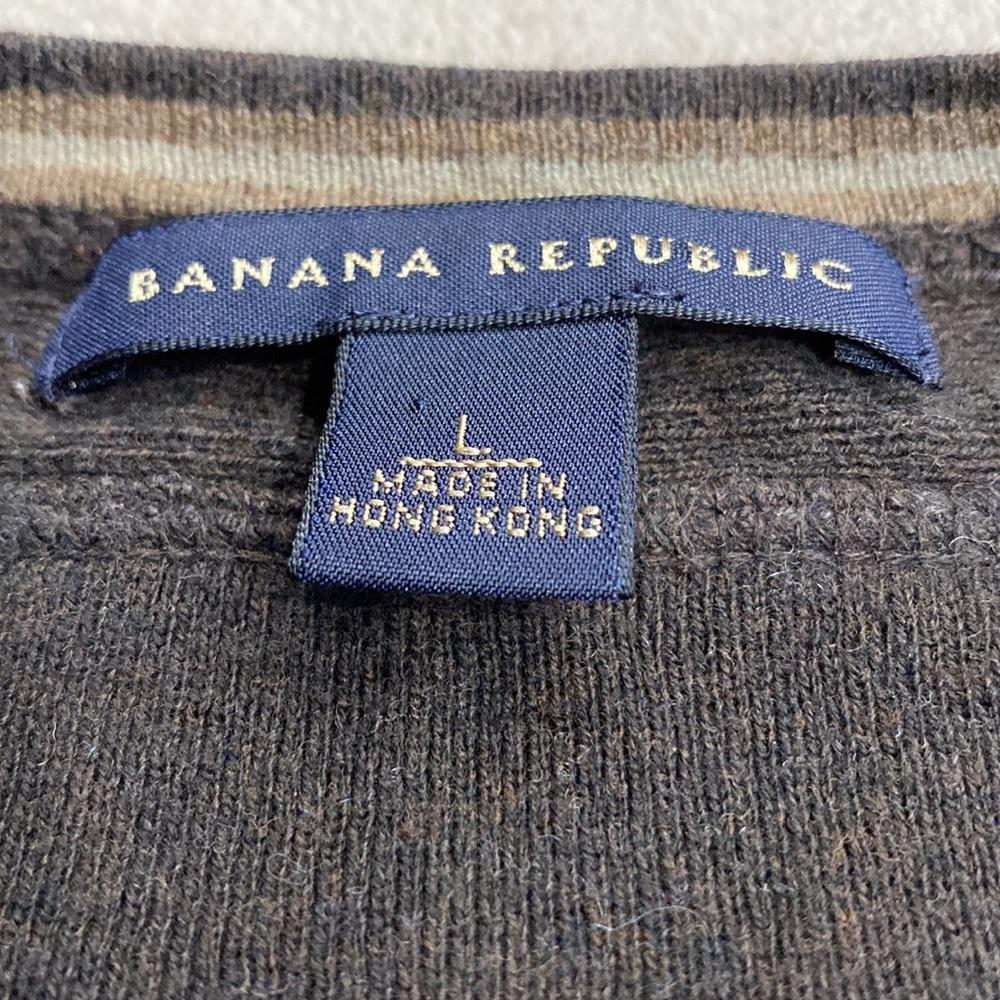 BANANA REPUBLIC
L
MADE IN
HONG KONG